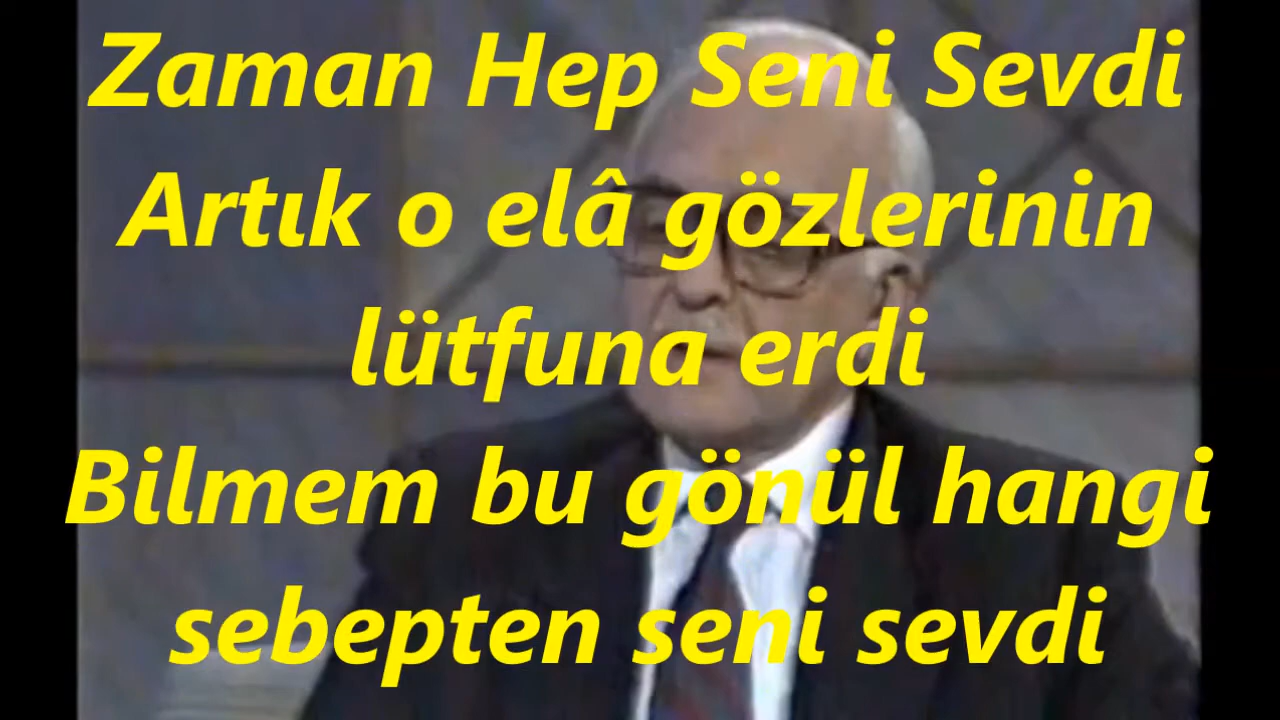 Zaman Hep Seni Sevdi
Artık o elâ gözlerinin
lütfuna erdi
Bilmem bu gönül hangi
sebepten seni sevdi